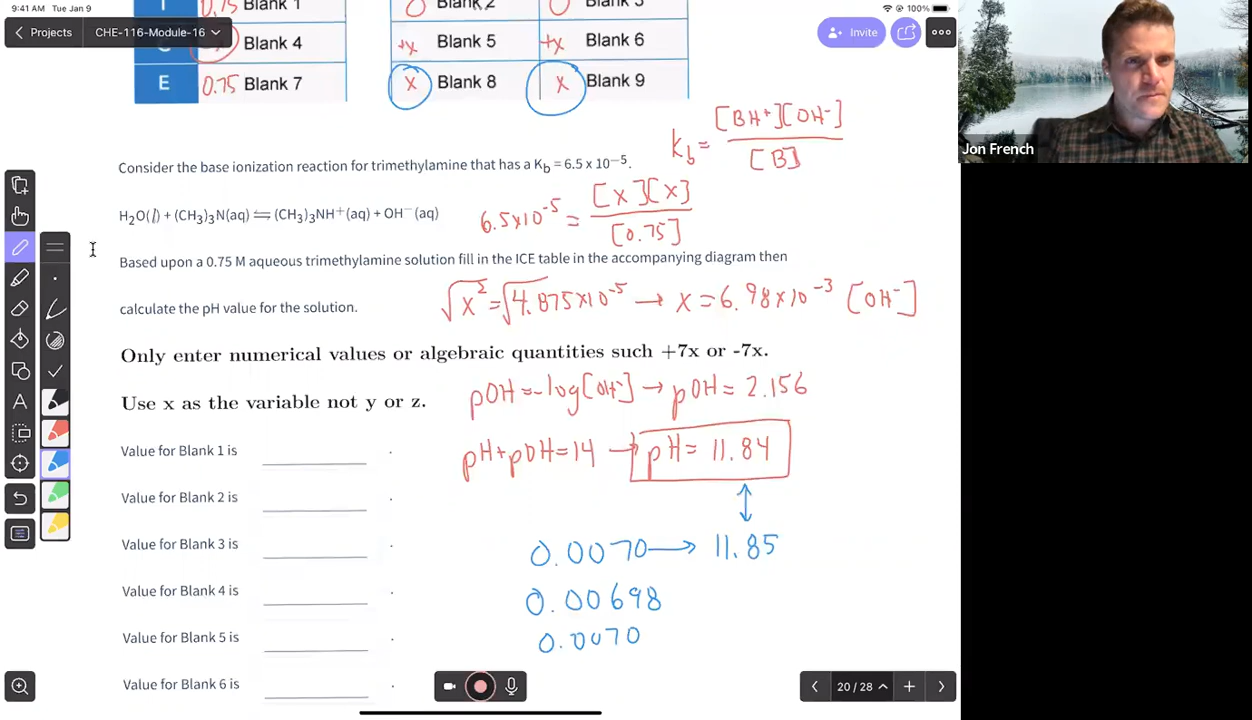 9:41 AM Tue Jan 9
100%
Projects
CHE-116-Module-16
Invite
I 0.75 Blank 1 0 Blank 2 0 Blank 3
Blank 4 +x Blank 5 +x Blank 6
E 0.75 Blank 7 x Blank 8 x Blank 9
Jon French
Kb = [BH+][OH-] / [B]
Consider the base ionization reaction for trimethylamine that has a Kb = 6.5 x 10⁻⁵.
6.5x10⁻⁵ = [x][x] / [0.75]
H₂O(l) + (CH₃)₃N(aq) ⇌ (CH₃)₃NH⁺(aq) + OH⁻(aq)
Based upon a 0.75 M aqueous trimethylamine solution fill in the ICE table in the accompanying diagram then
calculate the pH value for the solution.
√x² = √4.875x10⁻⁵ → x = 6.98x10⁻³ [OH-]
Only enter numerical values or algebraic quantities such +7x or -7x.
pOH = -log[OH-] → pOH = 2.156
Use x as the variable not y or z.
pH+pOH=14 → pH = 11.84
Value for Blank 1 is .
Value for Blank 2 is .
Value for Blank 3 is .
Value for Blank 4 is .
Value for Blank 5 is .
Value for Blank 6 is .
0.0070 → 11.85
0.00698
0.0070
20 / 28